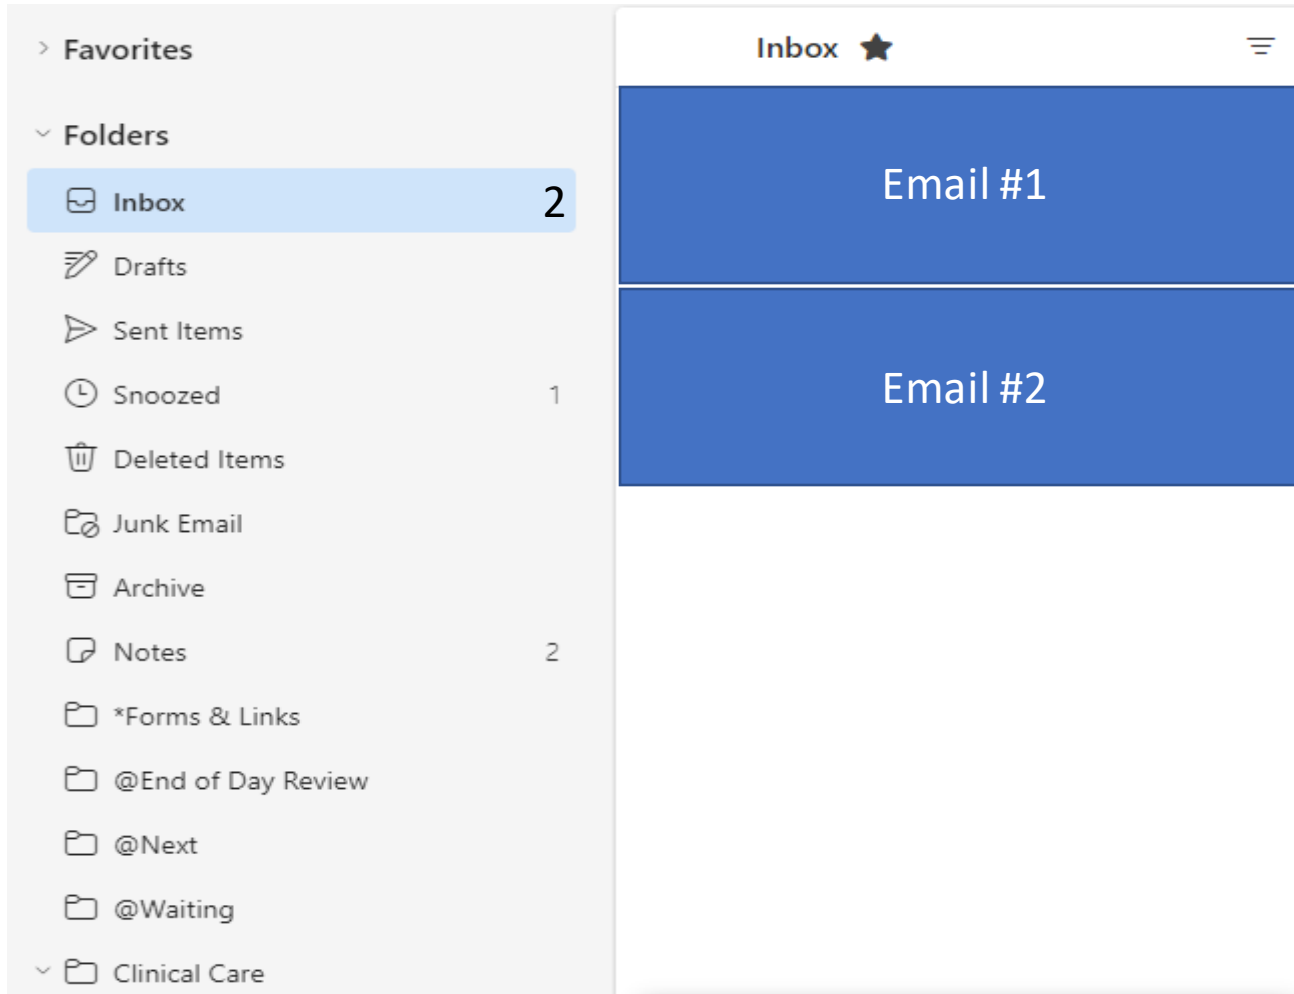 Favorites
Folders
Inbox 2
Drafts
Sent Items
Snoozed 1
Deleted Items
Junk Email
Archive
Notes 2
*Forms & Links
@End of Day Review
@Next
@Waiting
Clinical Care
Inbox
Email #1
Email #2